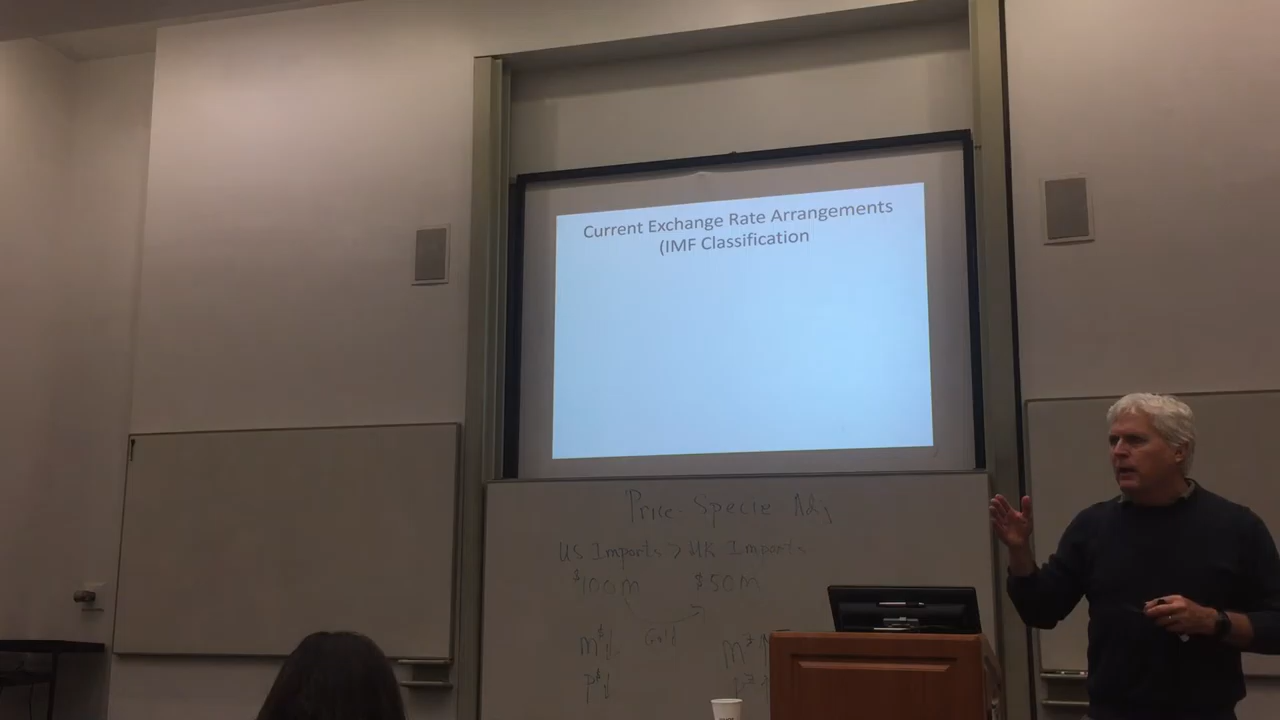 Current Exchange Rate Arrangements
(IMF Classification
Price-Specie Adj
US Imports > UK Imports
$100M $50M
Gold
M$↓
P$↓